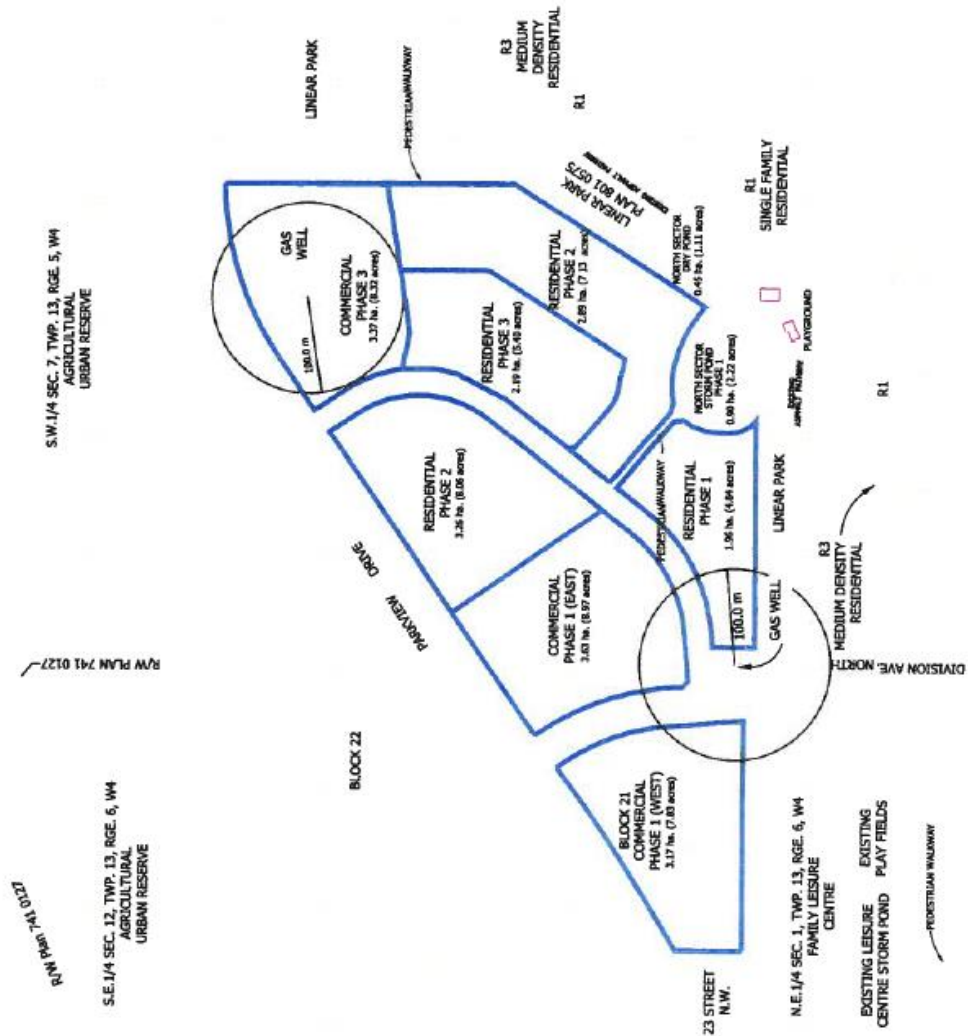 LINEAR PARK
PEDESTRIAN WALKWAY
R3
MEDIUM
DENSITY
RESIDENTIAL
R1
S.W.1/4 SEC. 7, TWP. 13, RGE. 5, W4
AGRICULTURAL
URBAN RESERVE
GAS
WELL
100.0 m
COMMERCIAL
PHASE 3
3.37 ha. (8.32 acres)
LINEAR PARK
PLAN 801 0575
EXISTING ASPHALT PATHWAY
RESIDENTIAL
PHASE 2
2.89 ha. (7.13 acres)
RESIDENTIAL
PHASE 3
2.19 ha. (5.40 acres)
NORTH SECTOR
DRY POND
0.45 ha. (1.11 acres)
R1
SINGLE FAMILY
RESIDENTIAL
NORTH SECTOR
STORM POND
PHASE 1
0.90 ha. (2.22 acres)
PLAYGROUND
EXISTING
ASPHALT PATHWAY
R1
RESIDENTIAL
PHASE 2
3.26 ha. (8.06 acres)
PARKVIEW DRIVE
PEDESTRIAN WALKWAY
RESIDENTIAL
PHASE 1
1.96 ha. (4.84 acres)
LINEAR PARK
COMMERCIAL
PHASE 1 (EAST)
3.63 ha. (8.97 acres)
100.0 m
GAS WELL
R3
MEDIUM DENSITY
RESIDENTIAL
DIVISION AVE. NORTH
R/W PLAN 741 0127
BLOCK 22
BLOCK 21
COMMERCIAL
PHASE 1 (WEST)
3.17 ha. (7.83 acres)
R/W Plan 741 0127
S.E.1/4 SEC. 12, TWP. 13, RGE. 6, W4
AGRICULTURAL
URBAN RESERVE
23 STREET
N.W.
N.E.1/4 SEC. 1, TWP. 13, RGE. 6, W4
FAMILY LEISURE
CENTRE
EXISTING LEISURE
CENTRE STORM POND
EXISTING
PLAY FIELDS
PEDESTRIAN WALKWAY